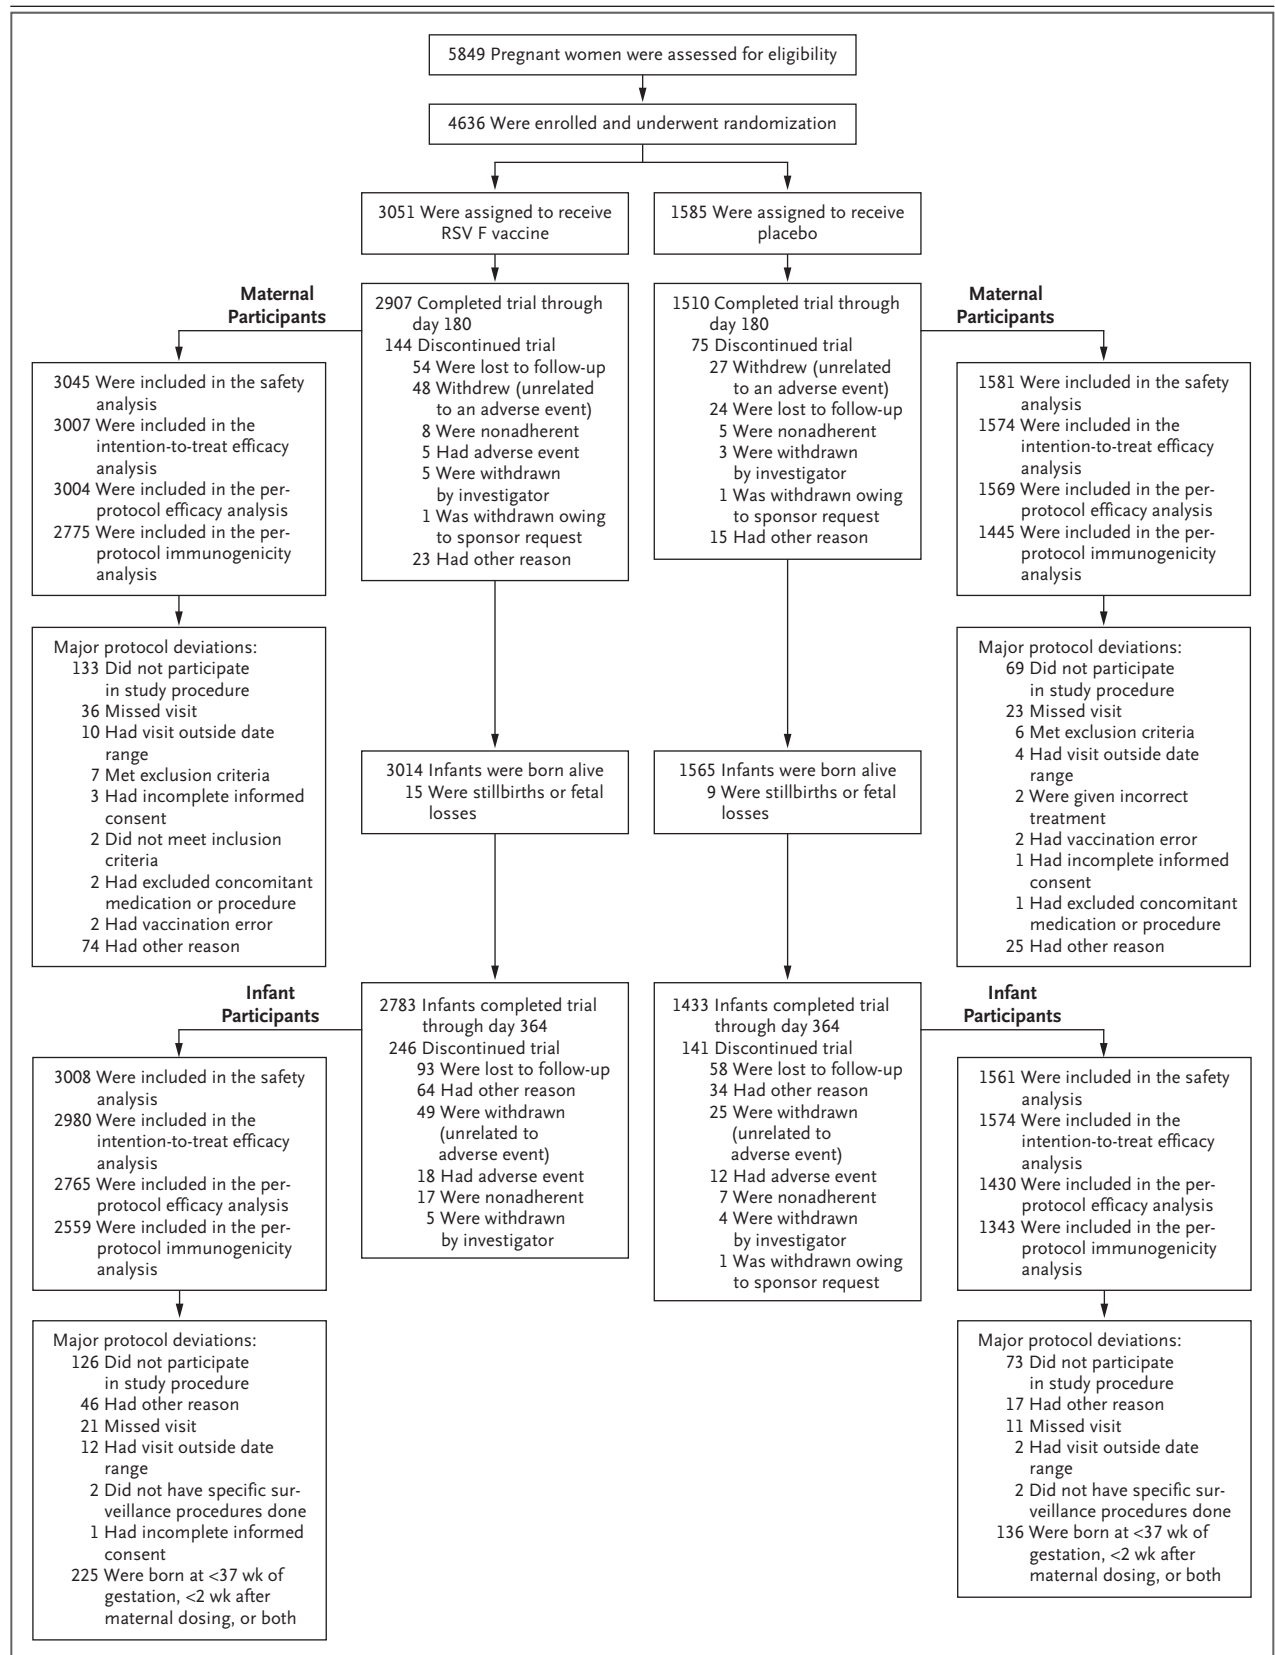 5849 Pregnant women were assessed for eligibility
4636 Were enrolled and underwent randomization
3051 Were assigned to receive
RSV F vaccine
1585 Were assigned to receive
placebo
Maternal
Participants
2907 Completed trial through
day 180
144 Discontinued trial
54 Were lost to follow-up
48 Withdrew (unrelated
to an adverse event)
8 Were nonadherent
5 Had adverse event
5 Were withdrawn
by investigator
1 Was withdrawn owing
to sponsor request
23 Had other reason
1510 Completed trial through
day 180
75 Discontinued trial
27 Withdrew (unrelated
to an adverse event)
24 Were lost to follow-up
5 Were nonadherent
3 Were withdrawn
by investigator
1 Was withdrawn owing
to sponsor request
15 Had other reason
Maternal
Participants
3045 Were included in the safety
analysis
3007 Were included in the
intention-to-treat efficacy
analysis
3004 Were included in the per-
protocol efficacy analysis
2775 Were included in the per-
protocol immunogenicity
analysis
1581 Were included in the safety
analysis
1574 Were included in the
intention-to-treat efficacy
analysis
1569 Were included in the per-
protocol efficacy analysis
1445 Were included in the per-
protocol immunogenicity
analysis
Major protocol deviations:
133 Did not participate
in study procedure
36 Missed visit
10 Had visit outside date
range
7 Met exclusion criteria
3 Had incomplete informed
consent
2 Did not meet inclusion
criteria
2 Had excluded concomitant
medication or procedure
2 Had vaccination error
74 Had other reason
3014 Infants were born alive
15 Were stillbirths or fetal
losses
1565 Infants were born alive
9 Were stillbirths or fetal
losses
Major protocol deviations:
69 Did not participate
in study procedure
23 Missed visit
6 Met exclusion criteria
4 Had visit outside date
range
2 Were given incorrect
treatment
2 Had vaccination error
1 Had incomplete informed
consent
1 Had excluded concomitant
medication or procedure
25 Had other reason
Infant
Participants
2783 Infants completed trial
through day 364
246 Discontinued trial
93 Were lost to follow-up
64 Had other reason
49 Were withdrawn
(unrelated to
adverse event)
18 Had adverse event
17 Were nonadherent
5 Were withdrawn
by investigator
1433 Infants completed trial
through day 364
141 Discontinued trial
58 Were lost to follow-up
34 Had other reason
25 Were withdrawn
(unrelated to
adverse event)
12 Had adverse event
7 Were nonadherent
4 Were withdrawn
by investigator
1 Was withdrawn owing
to sponsor request
Infant
Participants
3008 Were included in the safety
analysis
2980 Were included in the
intention-to-treat efficacy
analysis
2765 Were included in the per-
protocol efficacy analysis
2559 Were included in the per-
protocol immunogenicity
analysis
1561 Were included in the safety
analysis
1574 Were included in the
intention-to-treat efficacy
analysis
1430 Were included in the per-
protocol efficacy analysis
1343 Were included in the per-
protocol immunogenicity
analysis
Major protocol deviations:
126 Did not participate
in study procedure
46 Had other reason
21 Missed visit
12 Had visit outside date
range
2 Did not have specific sur-
veillance procedures done
1 Had incomplete informed
consent
225 Were born at <37 wk of
gestation, <2 wk after
maternal dosing, or both
Major protocol deviations:
73 Did not participate
in study procedure
17 Had other reason
11 Missed visit
2 Had visit outside date
range
2 Did not have specific sur-
veillance procedures done
136 Were born at <37 wk of
gestation, <2 wk after
maternal dosing, or both